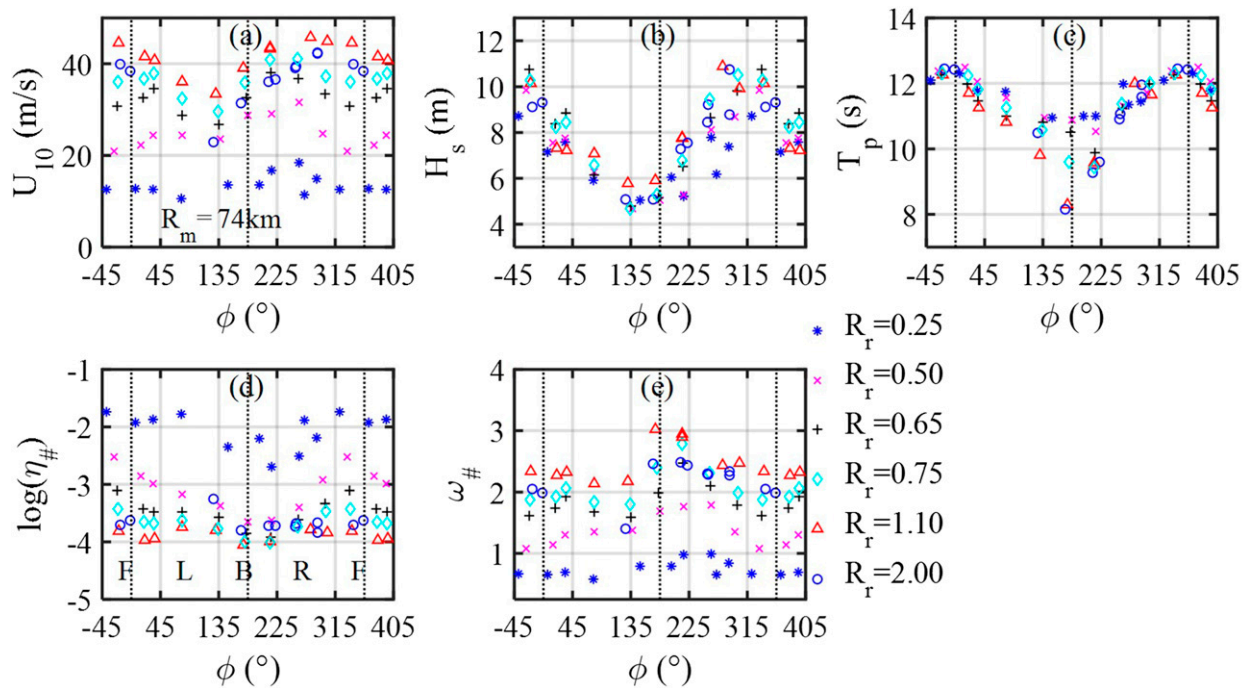 (a)
U10 (m/s)
40
20
0
Rm = 74km
-45 45 135 225 315 405
ϕ (°)
(b)
Hs (m)
12
10
8
6
4
-45 45 135 225 315 405
ϕ (°)
(c)
Tp (s)
14
12
10
8
-45 45 135 225 315 405
ϕ (°)
(d)
log(η#)
-1
-2
-3
-4
-5
F L B R F
-45 45 135 225 315 405
ϕ (°)
(e)
ω#
4
3
2
1
-45 45 135 225 315 405
ϕ (°)
Rr=0.25
Rr=0.50
Rr=0.65
Rr=0.75
Rr=1.10
Rr=2.00